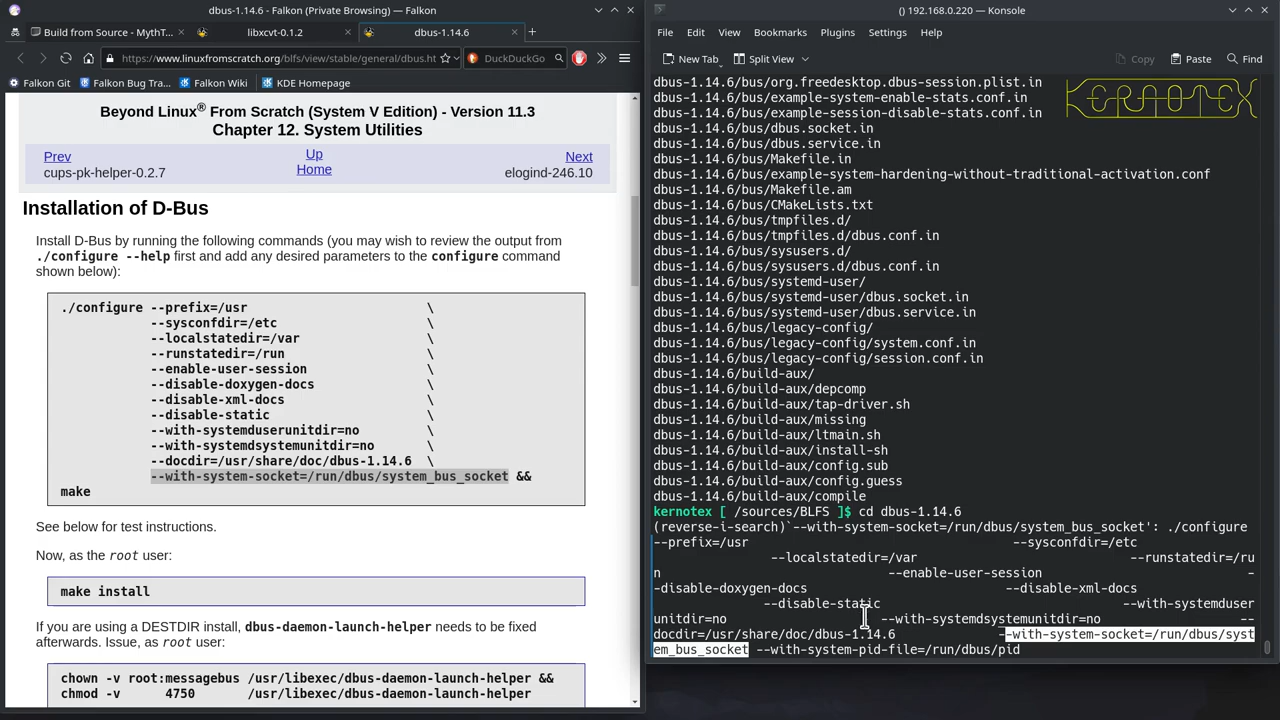 dbus-1.14.6 — Falkon (Private Browsing) — Falkon
Build from Source - MythT...
libxcvt-0.1.2
dbus-1.14.6
https://www.linuxfromscratch.org/blfs/view/stable/general/dbus.ht
DuckDuckGo
Falkon Git
Falkon Bug Tra...
Falkon Wiki
KDE Homepage
Beyond Linux® From Scratch (System V Edition) - Version 11.3
Chapter 12. System Utilities
Prev
Up
Next
cups-pk-helper-0.2.7
Home
elogind-246.10
Installation of D-Bus
Install D-Bus by running the following commands (you may wish to review the output from
./configure --help first and add any desired parameters to the configure command
shown below):
./configure --prefix=/usr \
--sysconfdir=/etc \
--localstatedir=/var \
--runstatedir=/run \
--enable-user-session \
--disable-doxygen-docs \
--disable-xml-docs \
--disable-static \
--with-systemduserunitdir=no \
--with-systemdsystemunitdir=no \
--docdir=/usr/share/doc/dbus-1.14.6 \
--with-system-socket=/run/dbus/system_bus_socket &&
make
See below for test instructions.
Now, as the root user:
make install
If you are using a DESTDIR install, dbus-daemon-launch-helper needs to be fixed
afterwards. Issue, as root user:
chown -v root:messagebus /usr/libexec/dbus-daemon-launch-helper &&
chmod -v 4750 /usr/libexec/dbus-daemon-launch-helper
() 192.168.0.220 — Konsole
File Edit View Bookmarks Plugins Settings Help
New Tab
Split View
Copy
Paste
Find
KERNOTEX
dbus-1.14.6/bus/org.freedesktop.dbus-session.plist.in
dbus-1.14.6/bus/example-system-enable-stats.conf.in
dbus-1.14.6/bus/example-session-disable-stats.conf.in
dbus-1.14.6/bus/dbus.socket.in
dbus-1.14.6/bus/dbus.service.in
dbus-1.14.6/bus/Makefile.in
dbus-1.14.6/bus/example-system-hardening-without-traditional-activation.conf
dbus-1.14.6/bus/Makefile.am
dbus-1.14.6/bus/CMakeLists.txt
dbus-1.14.6/bus/tmpfiles.d/
dbus-1.14.6/bus/tmpfiles.d/dbus.conf.in
dbus-1.14.6/bus/sysusers.d/
dbus-1.14.6/bus/sysusers.d/dbus.conf.in
dbus-1.14.6/bus/systemd-user/
dbus-1.14.6/bus/systemd-user/dbus.socket.in
dbus-1.14.6/bus/systemd-user/dbus.service.in
dbus-1.14.6/bus/legacy-config/
dbus-1.14.6/bus/legacy-config/system.conf.in
dbus-1.14.6/bus/legacy-config/session.conf.in
dbus-1.14.6/build-aux/
dbus-1.14.6/build-aux/depcomp
dbus-1.14.6/build-aux/tap-driver.sh
dbus-1.14.6/build-aux/missing
dbus-1.14.6/build-aux/ltmain.sh
dbus-1.14.6/build-aux/install-sh
dbus-1.14.6/build-aux/config.sub
dbus-1.14.6/build-aux/config.guess
dbus-1.14.6/build-aux/compile
kernotex [ /sources/BLFS ]$ cd dbus-1.14.6
(reverse-i-search)`--with-system-socket=/run/dbus/system_bus_socket': ./configure
--prefix=/usr --sysconfdir=/etc
--localstatedir=/var --runstatedir=/ru
n --enable-user-session -
-disable-doxygen-docs --disable-xml-docs
--disable-static --with-systemduser
unitdir=no --with-systemdsystemunitdir=no --
docdir=/usr/share/doc/dbus-1.14.6 --with-system-socket=/run/dbus/syst
em_bus_socket --with-system-pid-file=/run/dbus/pid